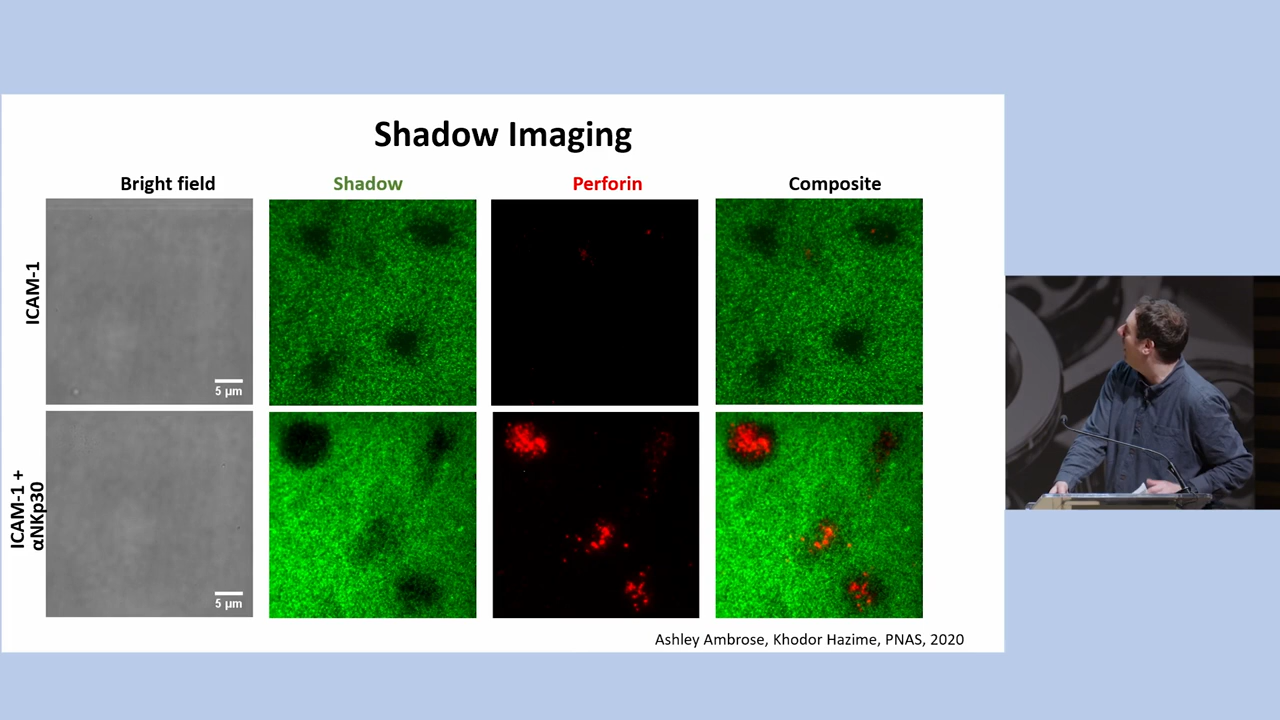 Shadow Imaging
Bright field Shadow Perforin Composite
ICAM-1
5 µm
ICAM-1 +
αNKp30
5 µm
Ashley Ambrose, Khodor Hazime, PNAS, 2020